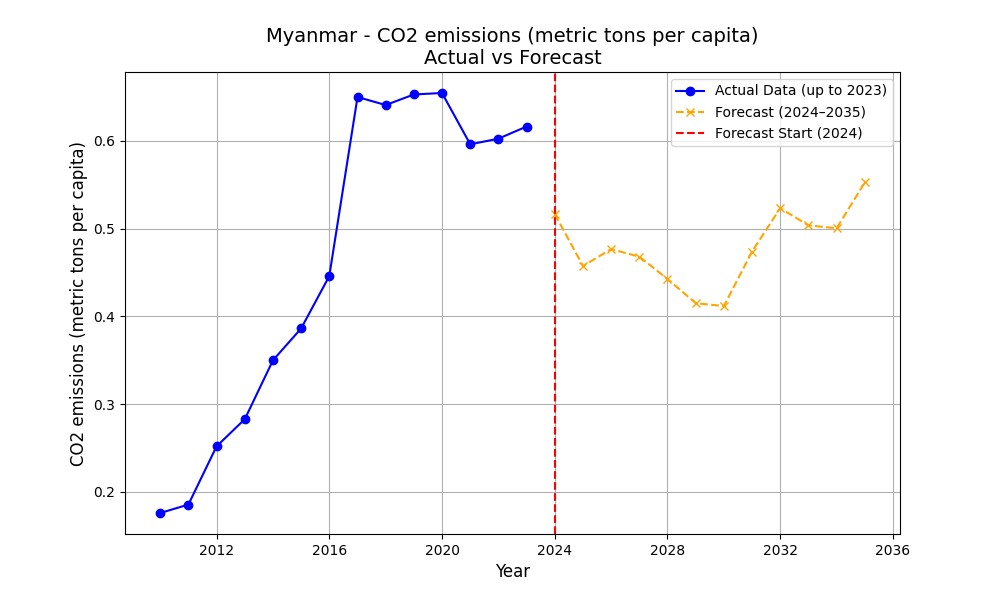 Myanmar - CO2 emissions (metric tons per capita)
Actual vs Forecast
Actual Data (up to 2023)
Forecast (2024–2035)
Forecast Start (2024)
CO2 emissions (metric tons per capita)
0.6
0.5
0.4
0.3
0.2
2012 2016 2020 2024 2028 2032 2036
Year